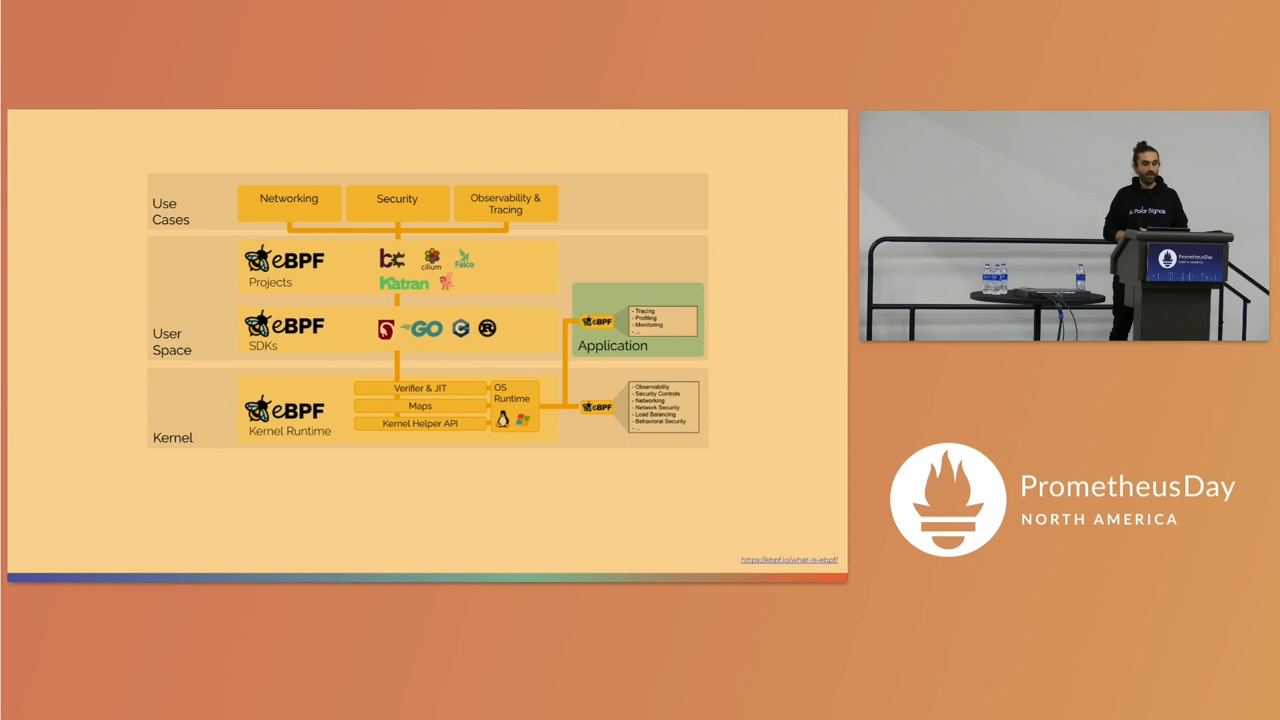 Use
Cases
Networking
Security
Observability &
Tracing
eBPF
Projects
bcc
cilium
Falco
Katran
User
Space
eBPF
SDKs
GO
eBPF
- Tracing
- Profiling
- Monitoring
- ...
Application
Kernel
eBPF
Kernel Runtime
Verifier & JIT
Maps
Kernel Helper API
OS
Runtime
eBPF
- Observability
- Security Controls
- Networking
- Network Security
- Load Balancing
- Behavioral Security
- ...
https://ebpf.io/what-is-ebpf/
Polar Signals
PrometheusDay
NORTH AMERICA
PrometheusDay
NORTH AMERICA